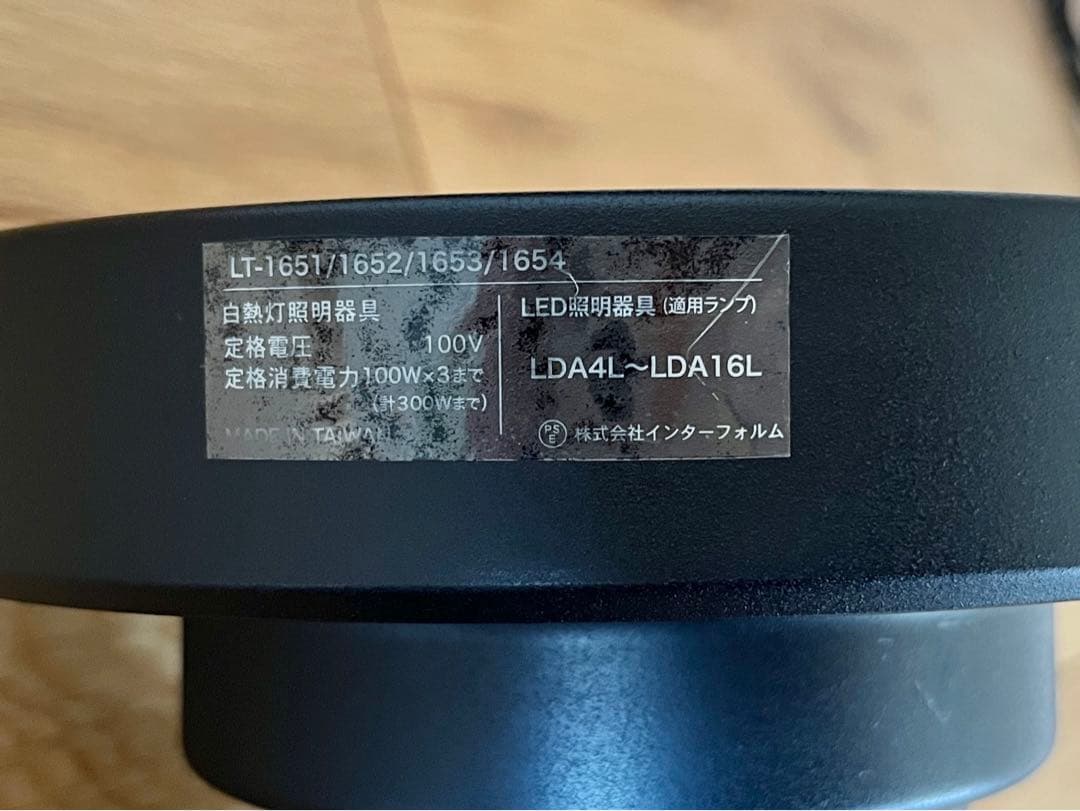 LT-1651/1652/1653/1654
白熱灯照明器具
定格電圧 100V
定格消費電力100W×3まで
(計300Wまで)
MADE IN TAIWAN
LED照明器具(適用ランプ)
LDA4L〜LDA16L
PSE 株式会社インターフォルム